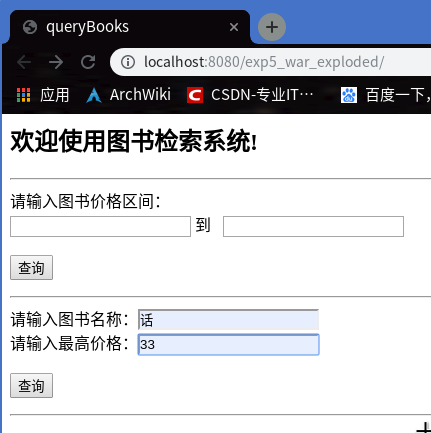 queryBooks
localhost:8080/exp5_war_exploded/
应用 ArchWiki CSDN-专业IT… 百度一下,
欢迎使用图书检索系统!
请输入图书价格区间：
到
查询
请输入图书名称：话
请输入最高价格：33
查询